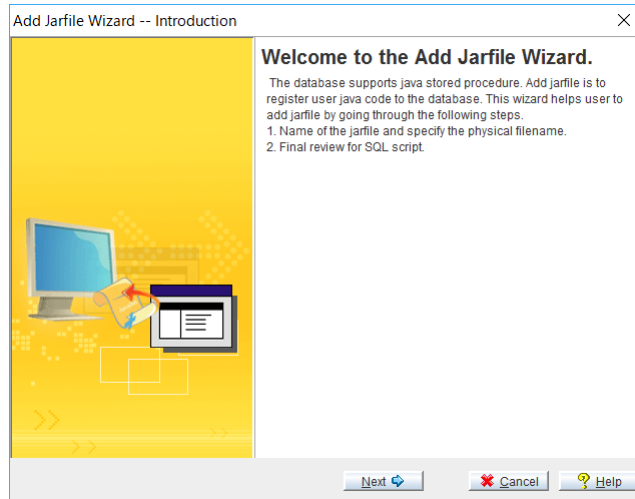 Add Jarfile Wizard -- Introduction
Welcome to the Add Jarfile Wizard.
The database supports java stored procedure. Add jarfile is to
register user java code to the database. This wizard helps user to
add jarfile by going through the following steps.
1. Name of the jarfile and specify the physical filename.
2. Final review for SQL script.
Next
Cancel
Help